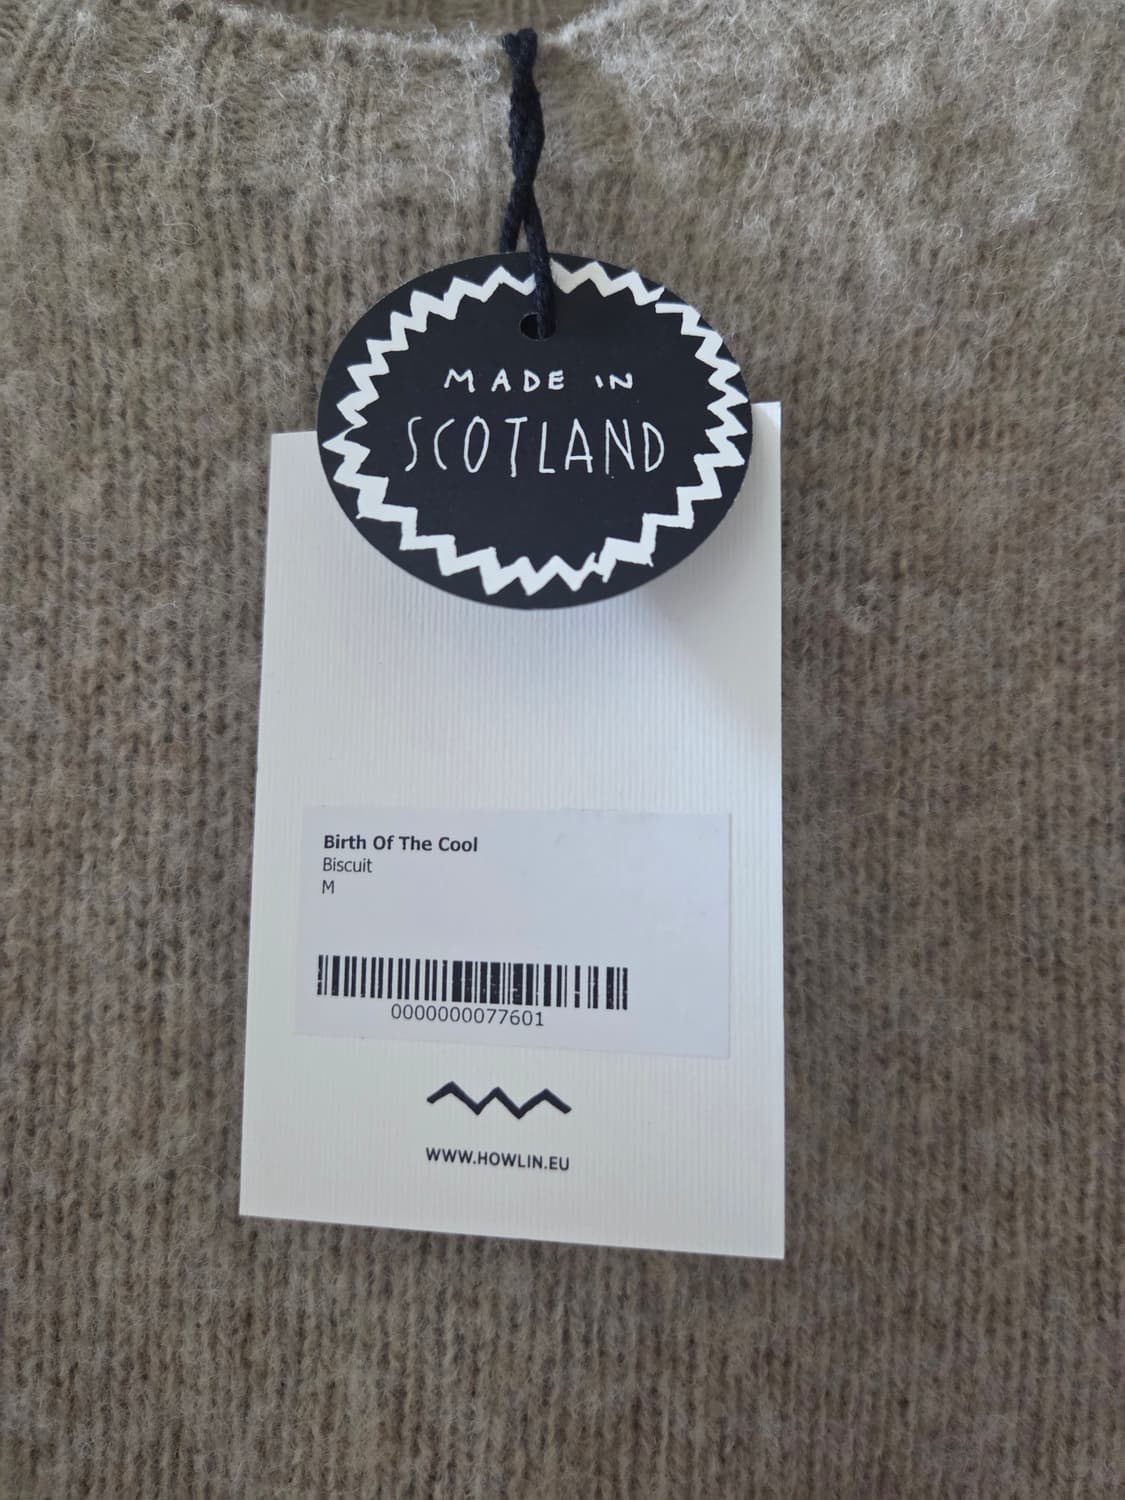 MADE IN
SCOTLAND
Birth Of The Cool
Biscuit
M
0000000077601
WWW.HOWLIN.EU